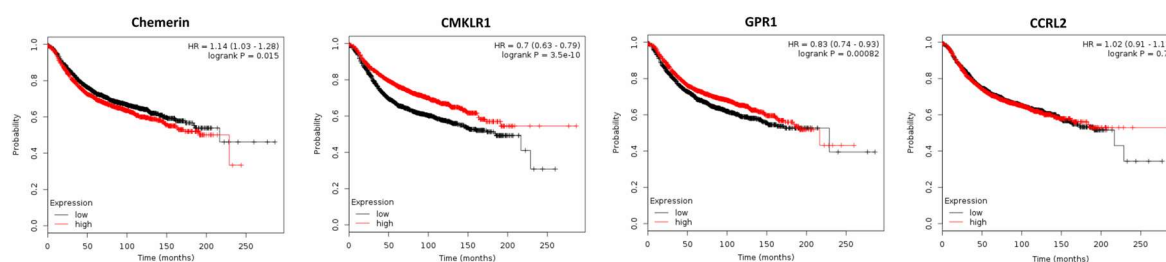 Chemerin
HR = 1.14 (1.03 - 1.28)
logrank P = 0.015
1.0
0.8
0.6
0.4
0.2
0.0
Probability
Expression
low
high
0 50 100 150 200 250
Time (months)
CMKLR1
HR = 0.7 (0.63 - 0.79)
logrank P = 3.5e-10
1.0
0.8
0.6
0.4
0.2
0.0
Probability
Expression
low
high
0 50 100 150 200 250
Time (months)
GPR1
HR = 0.83 (0.74 - 0.93)
logrank P = 0.00082
1.0
0.8
0.6
0.4
0.2
0.0
Probability
Expression
low
high
0 50 100 150 200 250
Time (months)
CCRL2
HR = 1.02 (0.91 - 1.1
logrank P = 0.7
1.0
0.8
0.6
0.4
0.2
0.0
Probability
Expression
low
high
0 50 100 150 200 250
Time (months)